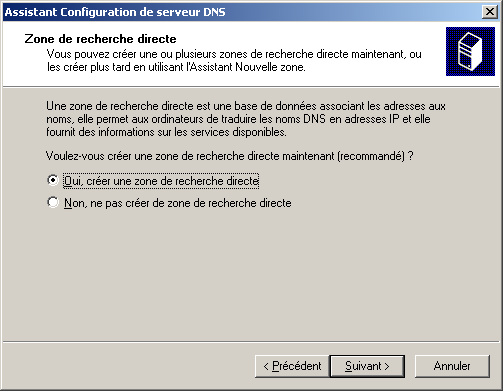 Assistant Configuration de serveur DNS
Zone de recherche directe
Vous pouvez créer une ou plusieurs zones de recherche directe maintenant, ou
les créer plus tard en utilisant l'Assistant Nouvelle zone.
Une zone de recherche directe est une base de données associant les adresses aux
noms, elle permet aux ordinateurs de traduire les noms DNS en adresses IP et elle
fournit des informations sur les services disponibles.
Voulez-vous créer une zone de recherche directe maintenant (recommandé) ?
Oui, créer une zone de recherche directe
Non, ne pas créer de zone de recherche directe
< Précédent Suivant > Annuler